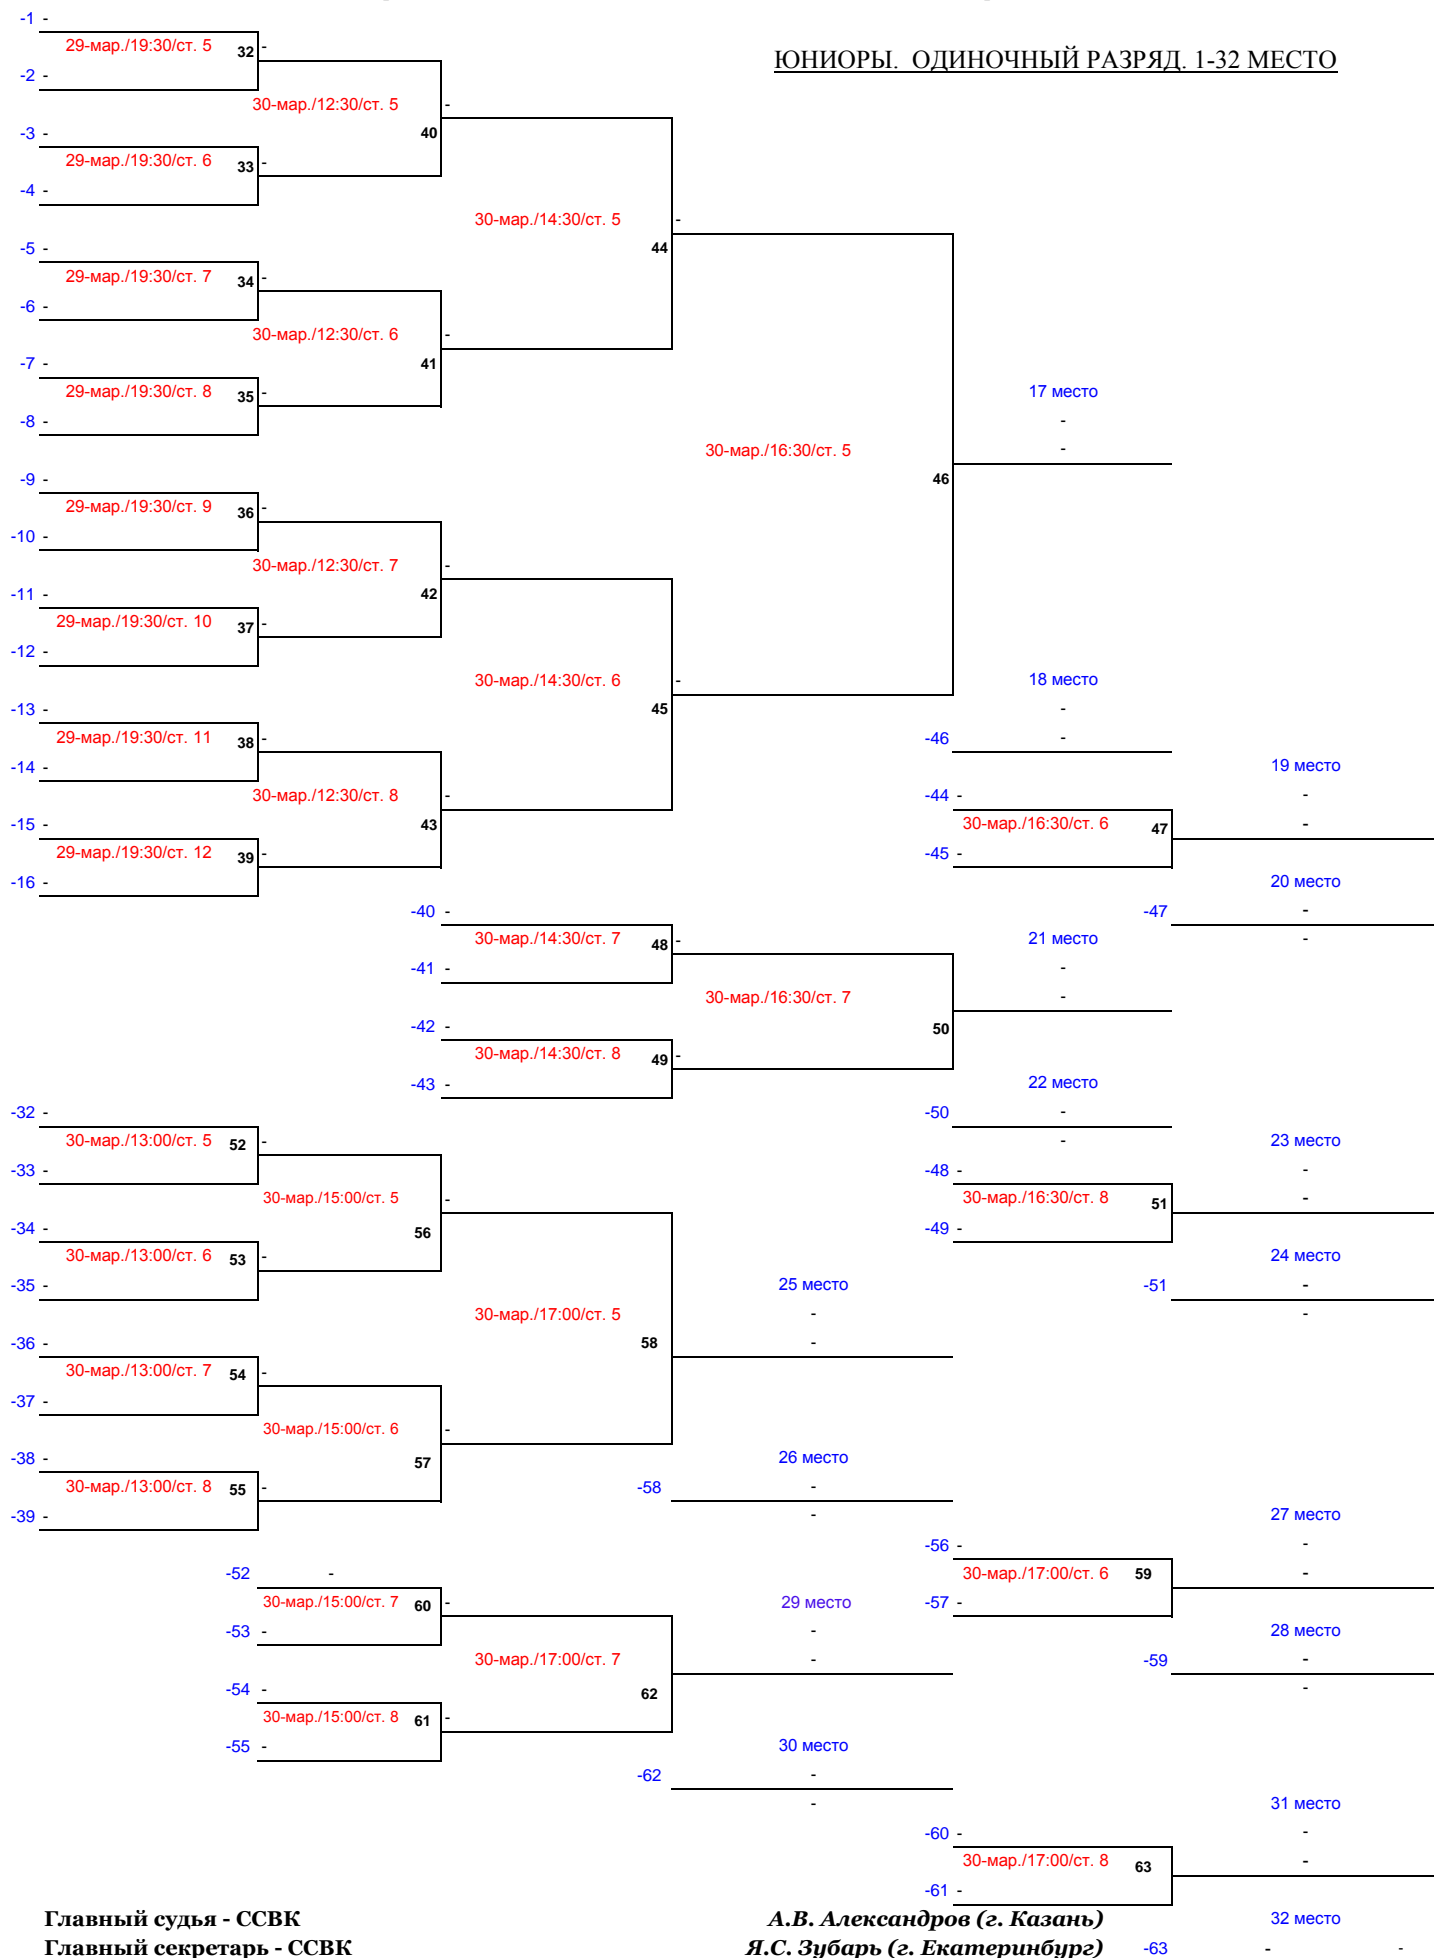 -1 -
29-мар./19:30/ст. 5 32 -
ЮНИОРЫ. ОДИНОЧНЫЙ РАЗРЯД. 1-32 МЕСТО
-2 -
30-мар./12:30/ст. 5 -
-3 -
40
29-мар./19:30/ст. 6 33 -
-4 -
30-мар./14:30/ст. 5 -
-5 -
44
29-мар./19:30/ст. 7 34 -
-6 -
30-мар./12:30/ст. 6 -
-7 -
41
29-мар./19:30/ст. 8 35 -
17 место
-8 -
-
30-мар./16:30/ст. 5
-
-9 -
46
29-мар./19:30/ст. 9 36 -
-10 -
30-мар./12:30/ст. 7 -
-11 -
42
29-мар./19:30/ст. 10 37 -
-12 -
30-мар./14:30/ст. 6 -
18 место
-13 -
45
-
29-мар./19:30/ст. 11 38 -
-46 -
-14 -
19 место
30-мар./12:30/ст. 8 -
-44 -
-
-15 -
43
30-мар./16:30/ст. 6 47
-
29-мар./19:30/ст. 12 39 -
-45 -
-16 -
20 место
-40 -
-47 -
30-мар./14:30/ст. 7 48 -
21 место
-
-41 -
-
30-мар./16:30/ст. 7
-
-42 -
50
30-мар./14:30/ст. 8 49 -
-43 -
22 место
-32 -
-50 -
30-мар./13:00/ст. 5 52 -
-
23 место
-33 -
-48 -
-
30-мар./15:00/ст. 5 -
30-мар./16:30/ст. 8 51
-
-34 -
56
-49 -
30-мар./13:00/ст. 6 53 -
24 место
-35 -
25 место
-51 -
30-мар./17:00/ст. 5
-
-
-36 -
58
-
30-мар./13:00/ст. 7 54 -
-37 -
30-мар./15:00/ст. 6 -
-38 -
57
26 место
30-мар./13:00/ст. 8 55 -
-58 -
-39 -
-
27 место
-56 -
-
-52 -
30-мар./17:00/ст. 6 59
-
30-мар./15:00/ст. 7 60 -
29 место
-57 -
-53 -
-
28 место
30-мар./17:00/ст. 7
-
-59 -
-54 -
62
-
30-мар./15:00/ст. 8 61 -
-55 -
30 место
-62 -
-
31 место
-60 -
-
30-мар./17:00/ст. 8 63
-
-61 -
Главный судья - ССВК
А.В. Александров (г. Казань)
32 место
Главный секретарь - ССВК
Я.С. Зубарь (г. Екатеринбург)
-63 - -